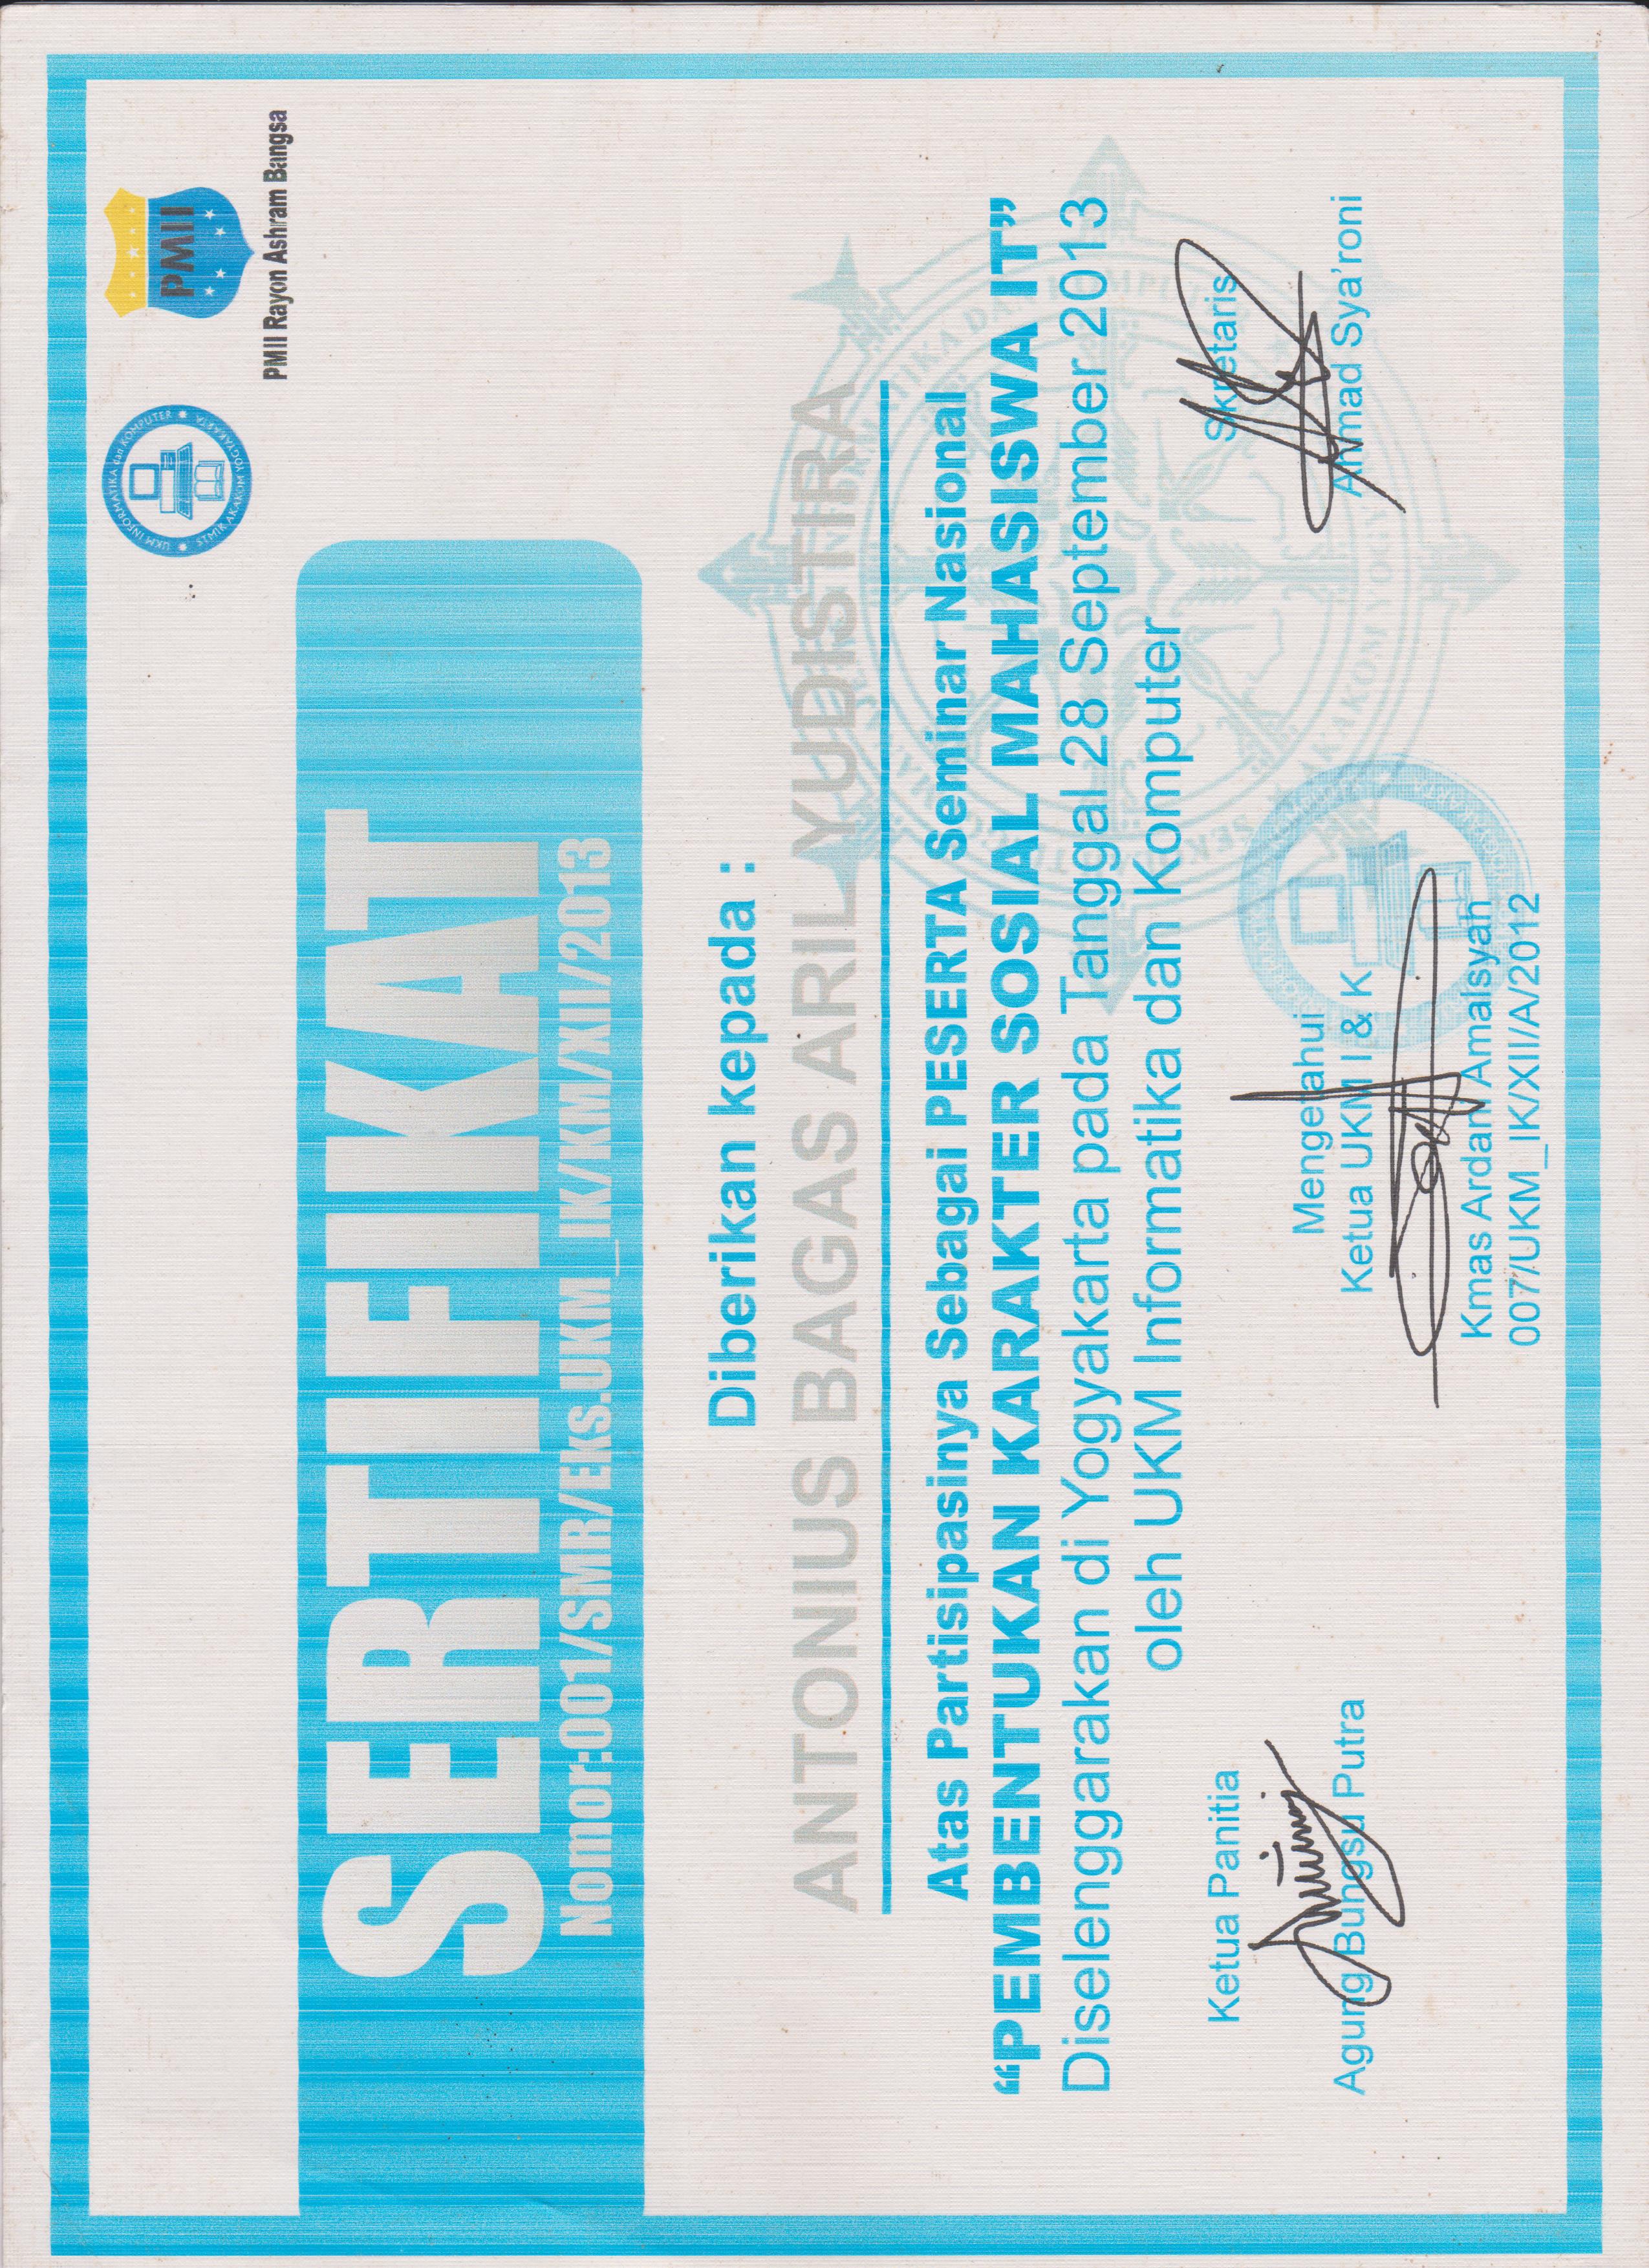 UKM INFORMATIKA dan KOMPUTER
STMIK AKAKOM YOGYAKARTA
PMII
PMII Rayon Ashram Bangsa
SERTIFIKAT
Nomor:001/SMR/Eks.UKM_IK/KM/XII/2013
Diberikan kepada :
ANTONIUS BAGAS ARIL YUDISTIRA
Atas Partisipasinya Sebagai PESERTA Seminar Nasional
“PEMBENTUKAN KARAKTER SOSIAL MAHASISWA IT”
Diselenggarakan di Yogyakarta pada Tanggal 28 September 2013
oleh UKM Informatika dan Komputer
Ketua Panitia
Agung Bungsu Putra
Mengetahui
Ketua UKM I & K
Kmas Ardan Amalsyah
007/UKM_IK/XII/A/2012
Skretaris
Ahmad Sya’roni